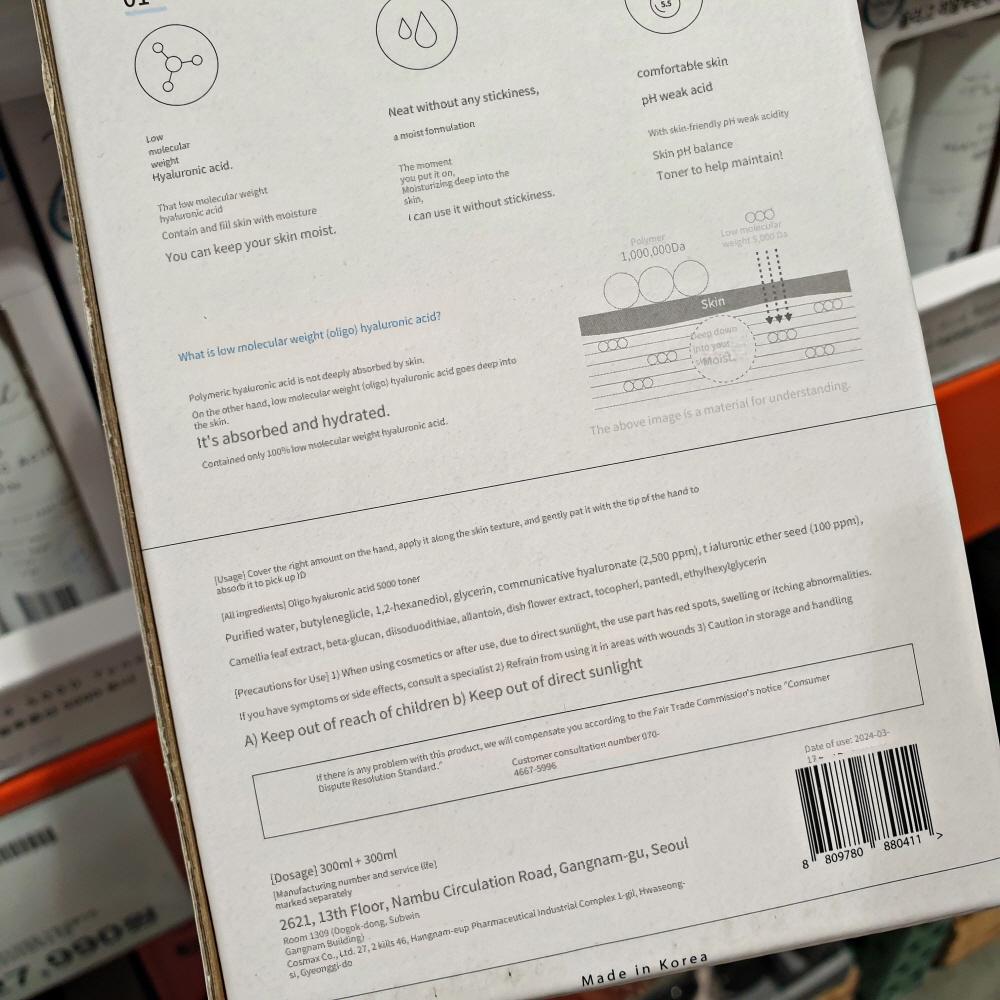 01
5.5
Low
molecular
weight
Hyaluronic acid.
That low molecular weight
hyaluronic acid
Contain and fill skin with moisture
You can keep your skin moist.
Neat without any stickiness,
a moist formulation
The moment
you put it on,
Moisturizing deep into the
skin,
I can use it without stickiness.
comfortable skin
pH weak acid
With skin-friendly pH weak acidity
Skin pH balance
Toner to help maintain!
Polymer
1,000,000Da
Low molecular
weight 5,000 Da
Skin
Deep down
into your
Moist.
The above image is a material for understanding.
What is low molecular weight (oligo) hyaluronic acid?
Polymeric hyaluronic acid is not deeply absorbed by skin.
On the other hand, low molecular weight (oligo) hyaluronic acid goes deep into
the skin.
It's absorbed and hydrated.
Contained only 100% low molecular weight hyaluronic acid.
[Usage] Cover the right amount on the hand, apply it along the skin texture, and gently pat it with the tip of the hand to
absorb it to pick up ID
[All ingredients] Oligo hyaluronic acid 5000 toner
Purified water, butyleneglicle, 1,2-hexanediol, glycerin, communicative hyaluronate (2,500 ppm), t ialuronic ether seed (100 ppm),
Camellia leaf extract, beta-glucan, diisoduodithiae, allantoin, dish flower extract, tocopherl, pantedl, ethylhexylglycerin
[Precautions for Use] 1) When using cosmetics or after use, due to direct sunlight, the use part has red spots, swelling or itching abnormalities.
If you have symptoms or side effects, consult a specialist 2) Refrain from using it in areas with wounds 3) Caution in storage and handling
A) Keep out of reach of children b) Keep out of direct sunlight
If there is any problem with this product, we will compensate you according to the Fair Trade Commission's notice "Consumer
Dispute Resolution Standard."
Customer consultation number 070-
4667-5996
Date of use: 2024-03-
8 809780 880411 >
[Dosage] 300ml + 300ml
[Manufacturing number and service life]
marked separately
2621, 13th Floor, Nambu Circulation Road, Gangnam-gu, Seoul
Room 1309 (Dogok-dong, Subwin
Gangnam Building)
Cosmax Co., Ltd. 27, 2 kills 46, Hangnam-eup Pharmaceutical Industrial Complex 1-gil, Hwaseong-
si, Gyeonggi-do
Made in Korea